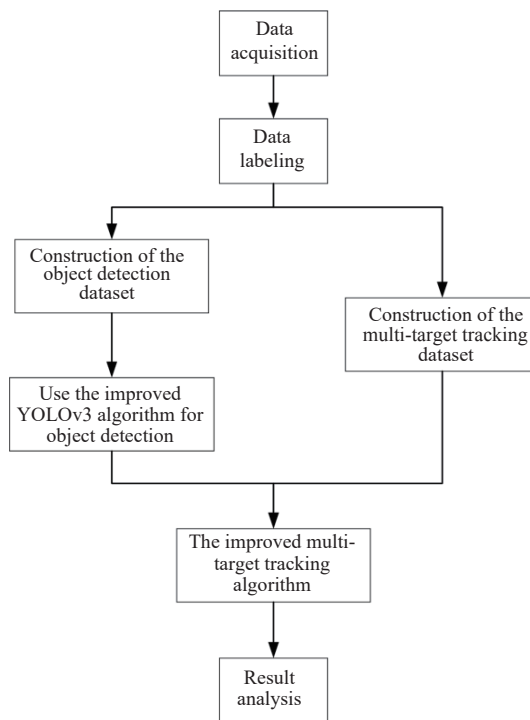 Data
acquisition
Data
labeling
Construction of the
object detection
dataset
Construction of the
multi-target tracking
dataset
Use the improved
YOLOv3 algorithm for
object detection
The improved multi-
target tracking
algorithm
Result
analysis